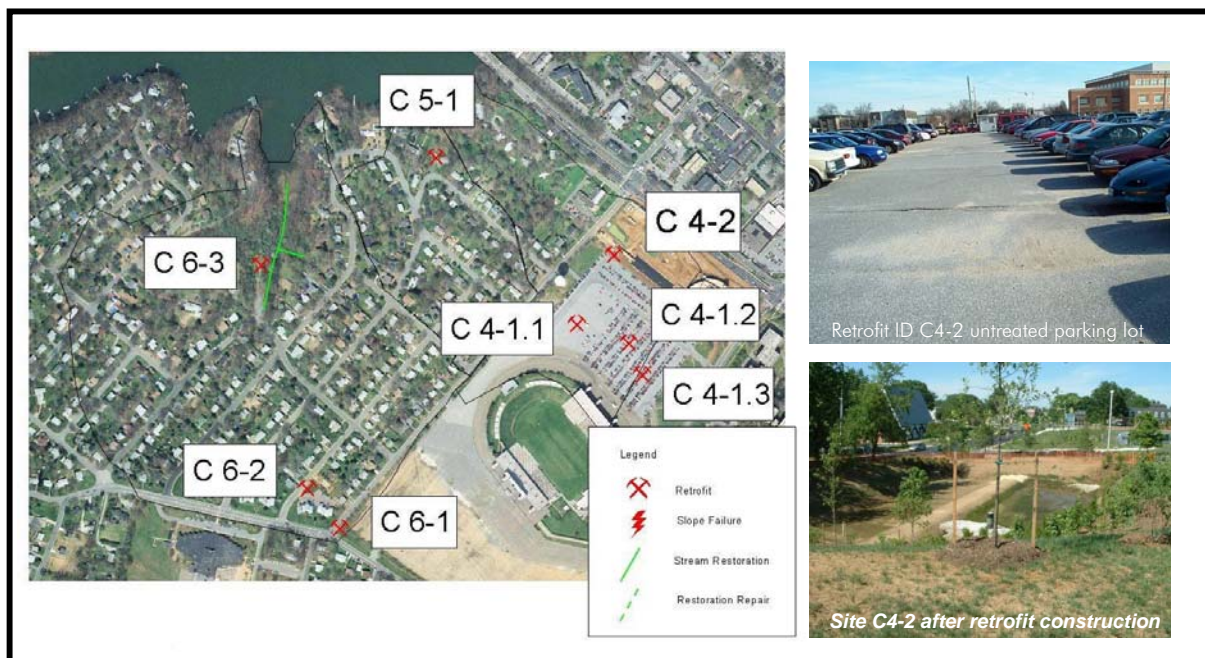 C 5-1
C 4-2
C 6-3
C 4-1.1
C 4-1.2
C 4-1.3
C 6-2
C 6-1
Legend
Retrofit
Slope Failure
Stream Restoration
Restoration Repair
Retrofit ID C4-2 untreated parking lot
Site C4-2 after retrofit construction